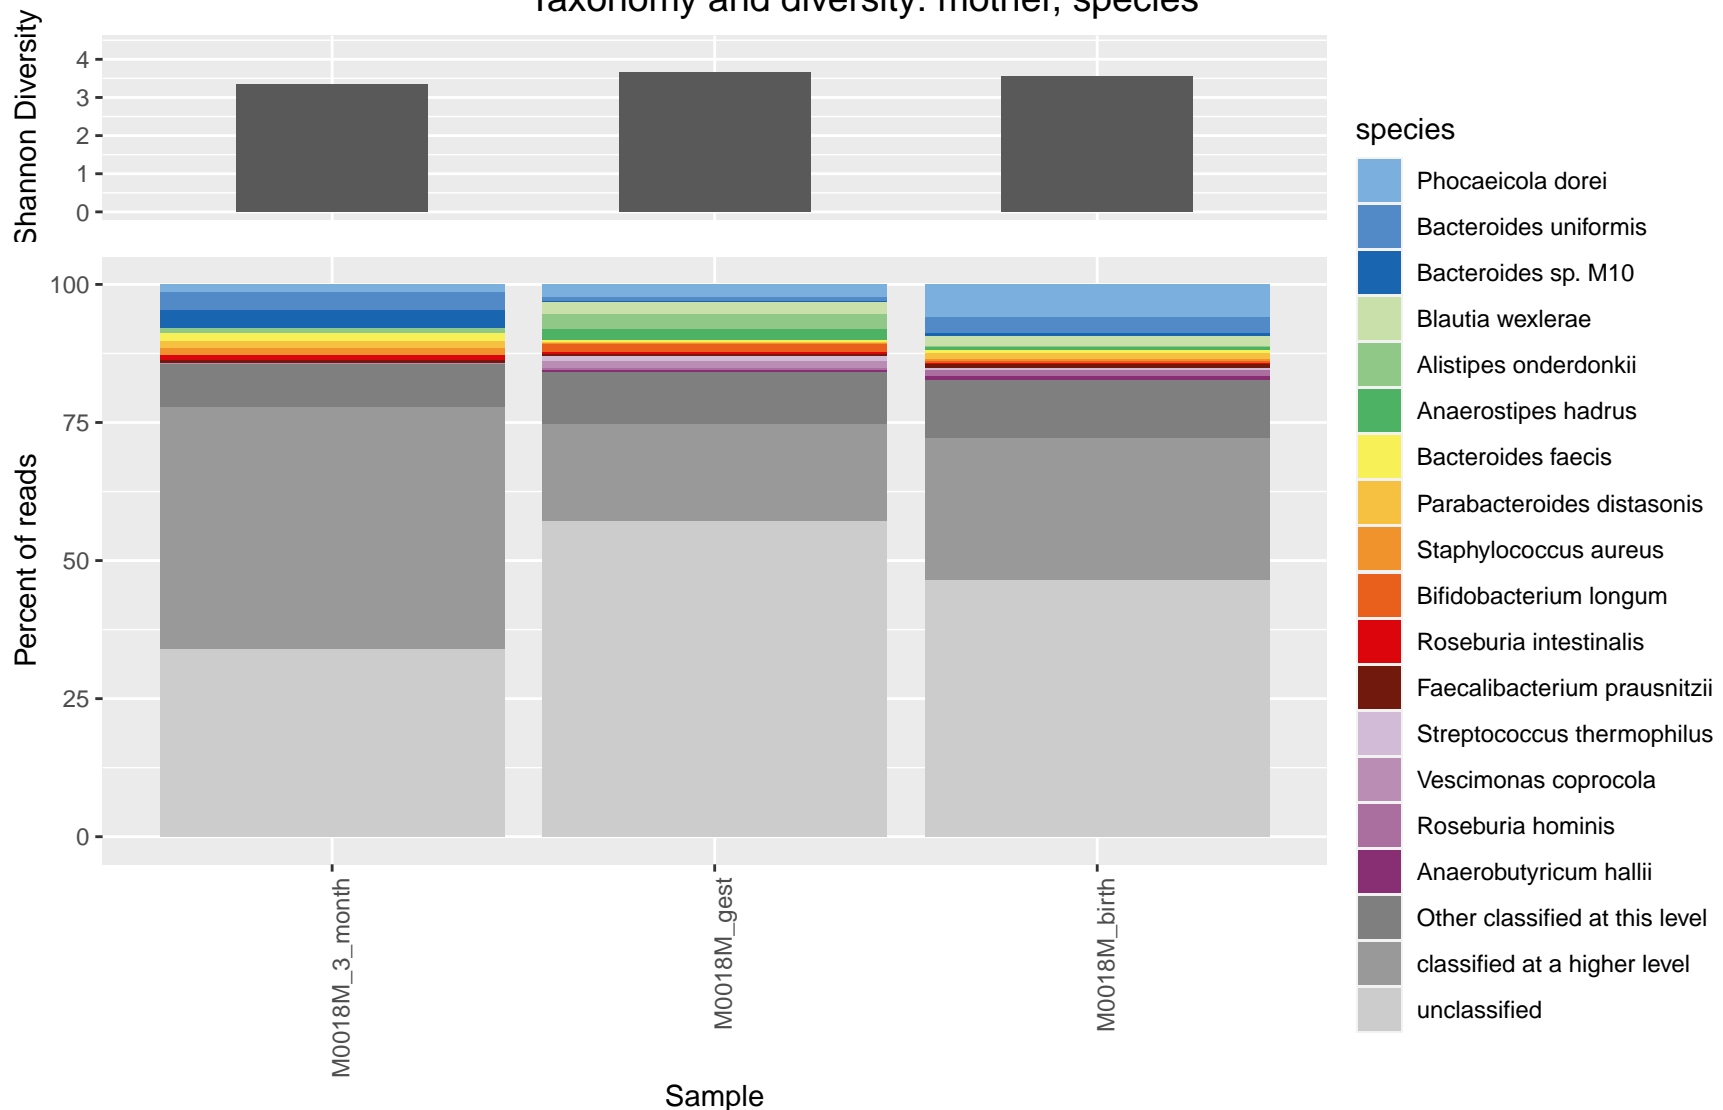 Taxonomy and diversity: mother, species
Shannon Diversity
4
3
2
1
0
Percent of reads
100
75
50
25
0
M0018M_3_month
M0018M_gest
M0018M_birth
Sample
species
Phocaeicola dorei
Bacteroides uniformis
Bacteroides sp. M10
Blautia wexlerae
Alistipes onderdonkii
Anaerostipes hadrus
Bacteroides faecis
Parabacteroides distasonis
Staphylococcus aureus
Bifidobacterium longum
Roseburia intestinalis
Faecalibacterium prausnitzii
Streptococcus thermophilus
Vescimonas coprocola
Roseburia hominis
Anaerobutyricum hallii
Other classified at this level
classified at a higher level
unclassified